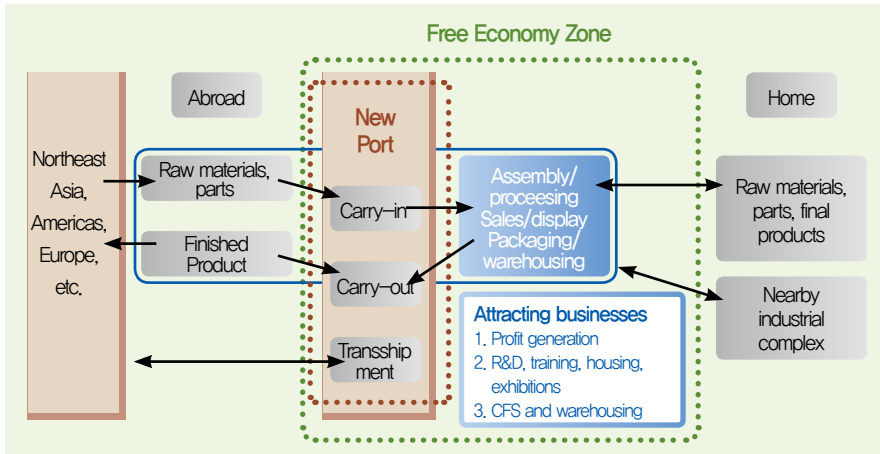 Free Economy Zone
Abroad
Home
New
Port
Northeast
Asia,
Americas,
Europe,
etc.
Raw materials,
parts
Finished
Product
Carry-in
Carry-out
Transship
ment
Assembly/
proceesing
Sales/display
Packaging/
warehousing
Raw materials,
parts, final
products
Nearby
industrial
complex
Attracting businesses
1. Profit generation
2. R&D, training, housing,
exhibitions
3. CFS and warehousing